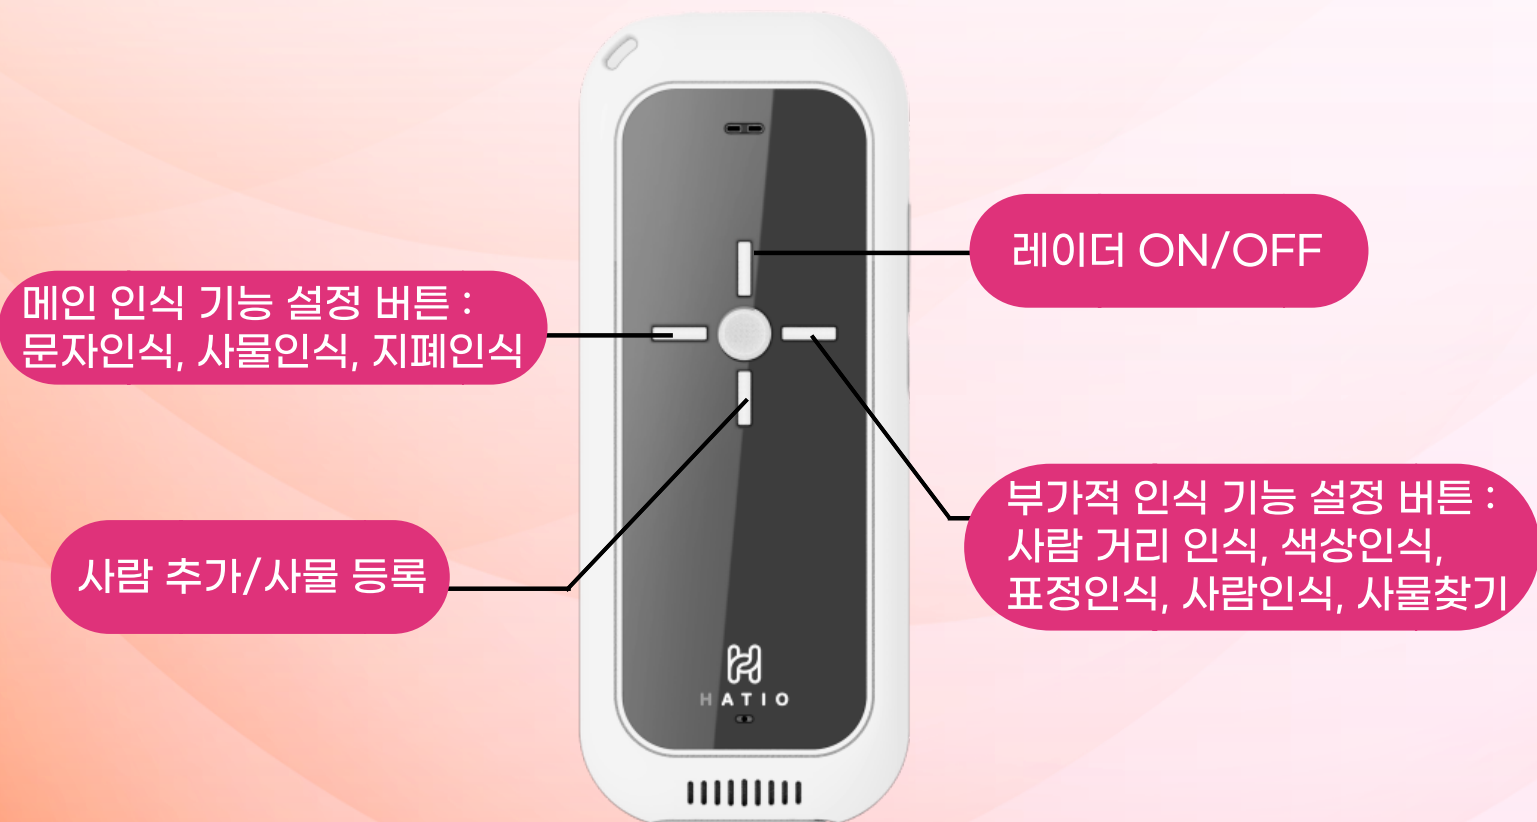 레이더 ON/OFF
메인 인식 기능 설정 버튼 :
문자인식, 사물인식, 지폐인식
부가적 인식 기능 설정 버튼 :
사람 거리 인식, 색상인식,
표정인식, 사람인식, 사물찾기
사람 추가/사물 등록
HATIO